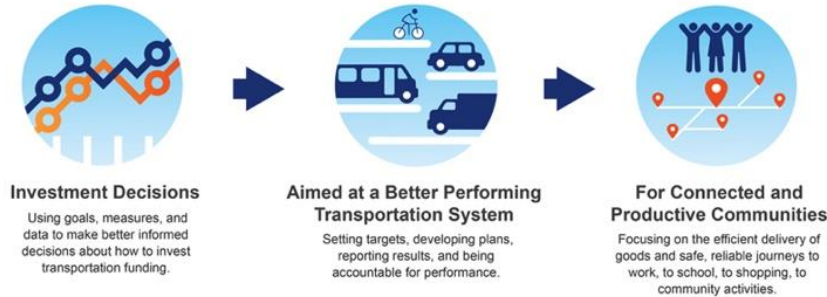 Investment Decisions
Using goals, measures, and
data to make better informed
decisions about how to invest
transportation funding.
Aimed at a Better Performing
Transportation System
Setting targets, developing plans,
reporting results, and being
accountable for performance.
For Connected and
Productive Communities
Focusing on the efficient delivery of
goods and safe, reliable journeys to
work, to school, to shopping, to
community activities.